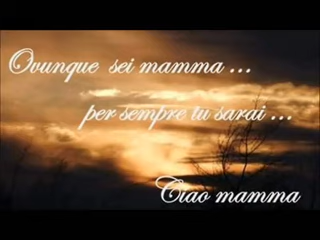 Ovunque sei mamma ...
per sempre tu sarai ...
Ciao mamma